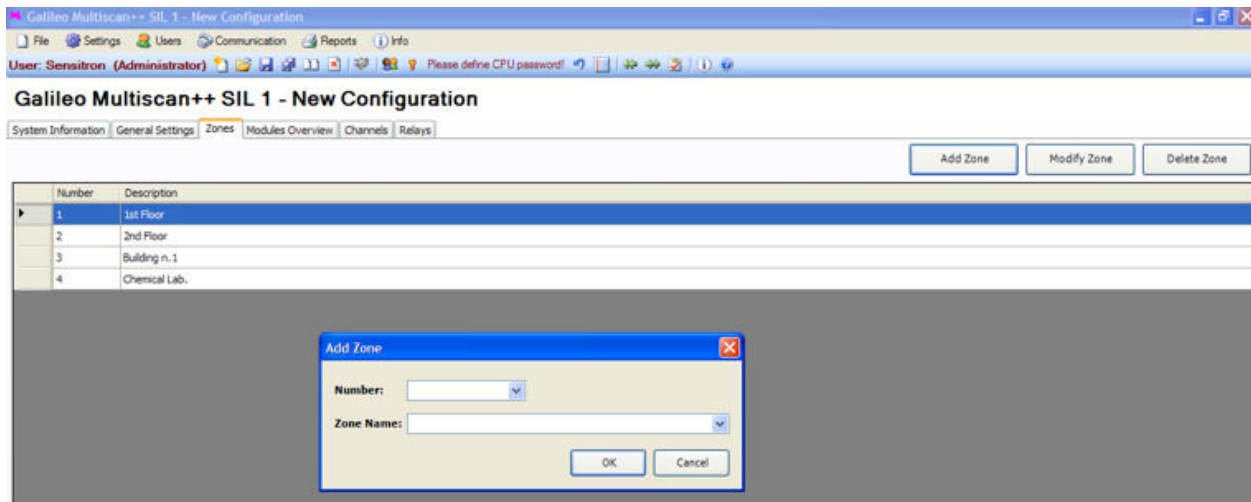 Galileo Multiscan++ SIL 1 - New Configuration
File Settings Users Communication Reports Info
User: Sensitron (Administrator) Please define CPU password!
Galileo Multiscan++ SIL 1 - New Configuration
System Information General Settings Zones Modules Overview Channels Relays
Add Zone Modify Zone Delete Zone
Number Description
1 1st Floor
2 2nd Floor
3 Building n.1
4 Chemical Lab.
Add Zone
Number:
Zone Name:
OK Cancel